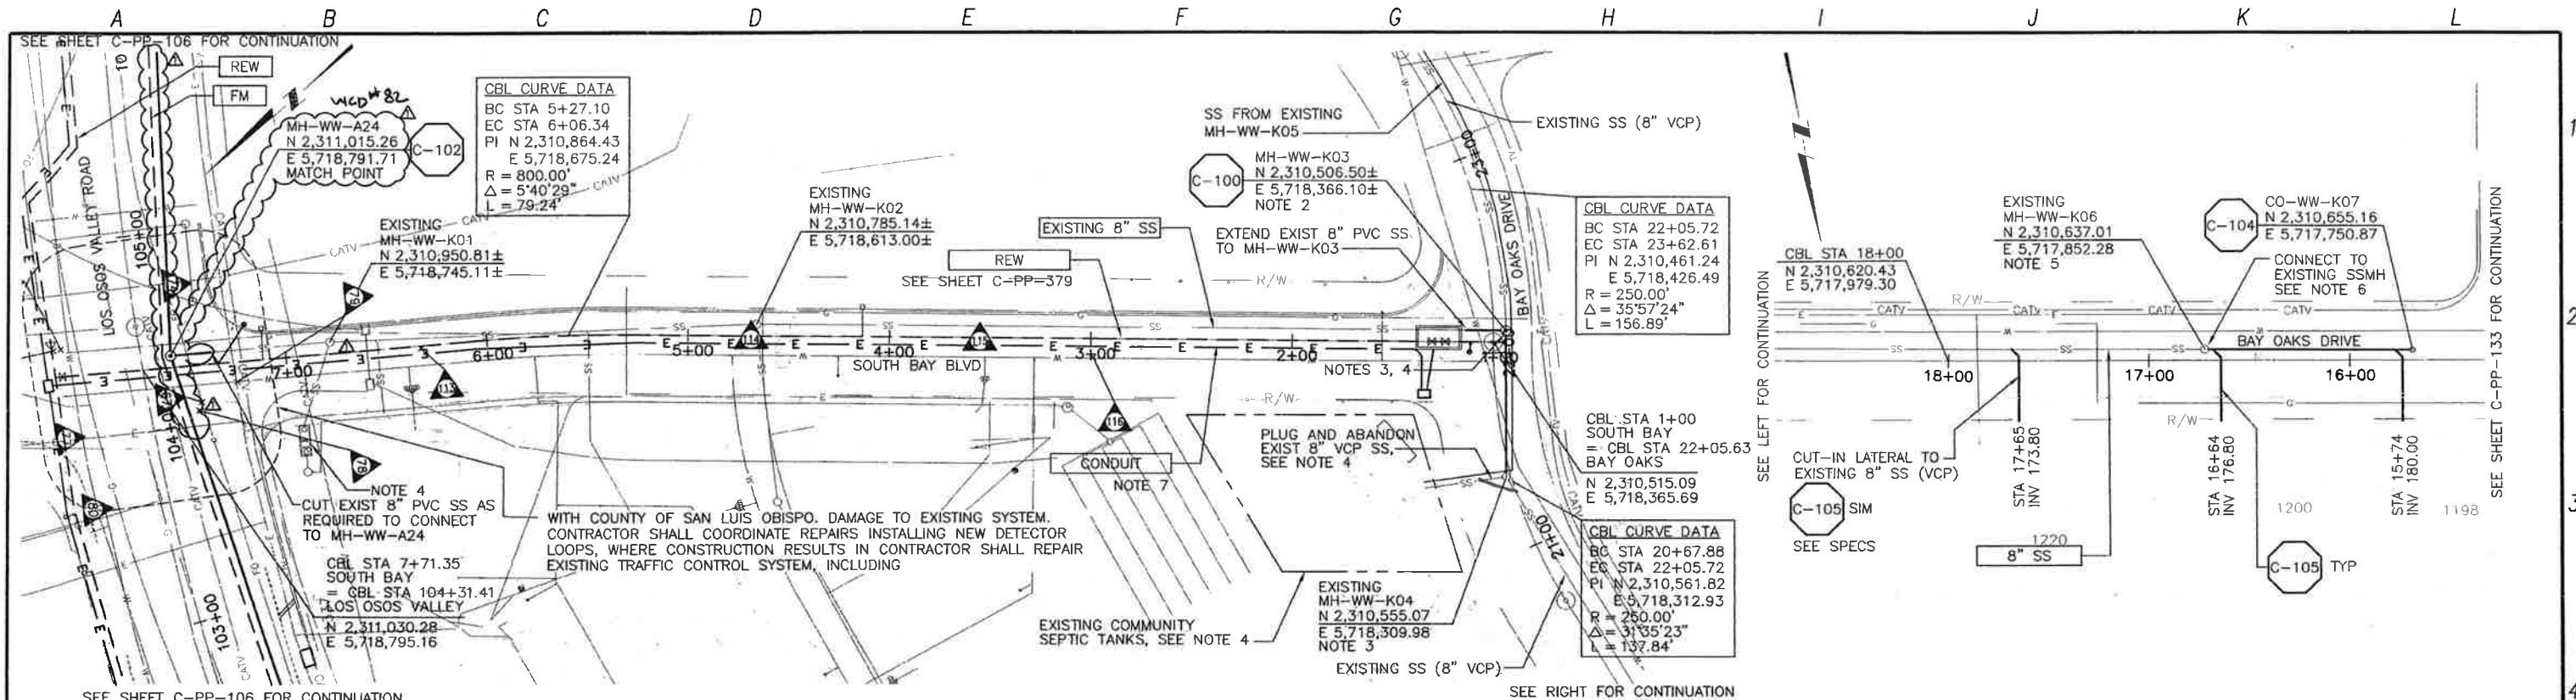 A B C D E F G H I J K L
SEE SHEET C-PP-106 FOR CONTINUATION
REW
FM
WCD#82
MH-WW-A24
N 2,311,015.26
E 5,718,791.71
MATCH POINT
C-102
CBL CURVE DATA
BC STA 5+27.10
EC STA 6+06.34
PI N 2,310,864.43
E 5,718,675.24
R = 800.00'
Δ = 5°40'29"
L = 79.24'
EXISTING
MH-WW-K01
N 2,310,950.81±
E 5,718,745.11±
EXISTING
MH-WW-K02
N 2,310,785.14±
E 5,718,613.00±
EXISTING 8" SS
REW
SEE SHEET C-PP-379
SS FROM EXISTING
MH-WW-K05
C-100
MH-WW-K03
N 2,310,506.50±
E 5,718,366.10±
NOTE 2
EXTEND EXIST 8" PVC SS
TO MH-WW-K03
EXISTING SS (8" VCP)
23+00
BAY OAKS DRIVE
CBL CURVE DATA
BC STA 22+05.72
EC STA 23+62.61
PI N 2,310,461.24
E 5,718,426.49
R = 250.00'
Δ = 35°57'24"
L = 156.89'
LOS OSOS VALLEY ROAD
105+00
104+00
103+00
CATV
R/W
7+00
6+00
5+00
4+00
3+00
2+00
1+00
SOUTH BAY BLVD
NOTES 3, 4
R/W
79
113
114
115
116
78
80
NOTE 4
CUT EXIST 8" PVC SS AS
REQUIRED TO CONNECT
TO MH-WW-A24
CBL STA 7+71.35
SOUTH BAY
= CBL STA 104+31.41
LOS OSOS VALLEY
N 2,311,030.28
E 5,718,795.16
WITH COUNTY OF SAN LUIS OBISPO. DAMAGE TO EXISTING SYSTEM.
CONTRACTOR SHALL COORDINATE REPAIRS INSTALLING NEW DETECTOR
LOOPS, WHERE CONSTRUCTION RESULTS IN CONTRACTOR SHALL REPAIR
EXISTING TRAFFIC CONTROL SYSTEM, INCLUDING
CONDUIT
NOTE 7
PLUG AND ABANDON
EXIST 8" VCP SS,
SEE NOTE 4
EXISTING COMMUNITY
SEPTIC TANKS, SEE NOTE 4
EXISTING
MH-WW-K04
N 2,310,555.07
E 5,718,309.98
NOTE 3
EXISTING SS (8" VCP)
21+00
CBL STA 1+00
SOUTH BAY
= CBL STA 22+05.63
BAY OAKS
N 2,310,515.09
E 5,718,365.69
CBL CURVE DATA
BC STA 20+67.88
EC STA 22+05.72
PI N 2,310,561.82
E 5,718,312.93
R = 250.00'
Δ = 31°35'23"
L = 137.84'
SEE RIGHT FOR CONTINUATION
SEE SHEET C-PP-106 FOR CONTINUATION
SEE LEFT FOR CONTINUATION
CBL STA 18+00
N 2,310,620.43
E 5,717,979.30
EXISTING
MH-WW-K06
N 2,310,637.01
E 5,717,852.28
NOTE 5
C-104
CO-WW-K07
N 2,310,655.16
E 5,717,750.87
CONNECT TO
EXISTING SSMH
SEE NOTE 6
R/W
CATV
BAY OAKS DRIVE
18+00
17+00
16+00
R/W
CUT-IN LATERAL TO
EXISTING 8" SS (VCP)
C-105 SIM
SEE SPECS
STA 17+65
INV 173.80
1220
8" SS
STA 16+64
INV 176.80
1200
C-105 TYP
STA 15+74
INV 180.00
1198
SEE SHEET C-PP-133 FOR CONTINUATION
1
2
3
4